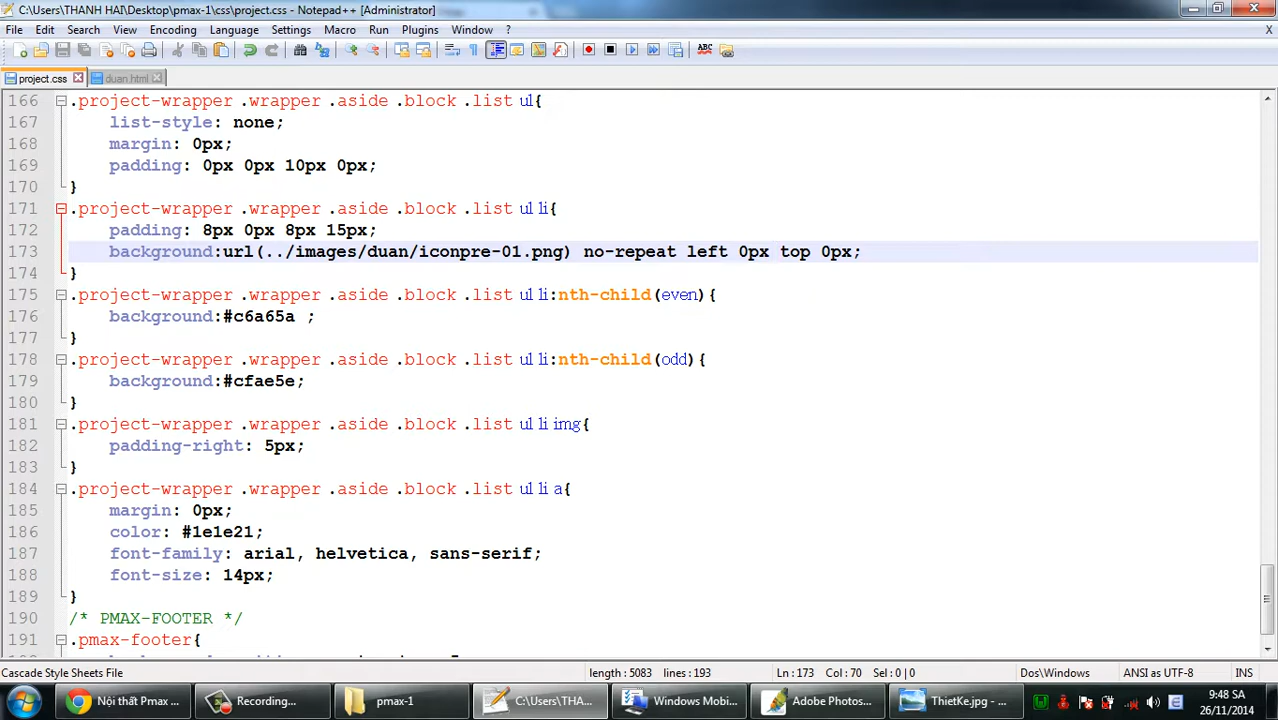 C:\Users\THANH HAI\Desktop\pmax-1\css\project.css - Notepad++ [Administrator]
File Edit Search View Encoding Language Settings Macro Run Plugins Window ? X
project.css duan.html
166 .project-wrapper .wrapper .aside .block .list ul{
167 list-style: none;
168 margin: 0px;
169 padding: 0px 0px 10px 0px;
170 }
171 .project-wrapper .wrapper .aside .block .list ul li{
172 padding: 8px 0px 8px 15px;
173 background:url(../images/duan/iconpre-01.png) no-repeat left 0px top 0px;
174 }
175 .project-wrapper .wrapper .aside .block .list ul li:nth-child(even){
176 background:#c6a65a ;
177 }
178 .project-wrapper .wrapper .aside .block .list ul li:nth-child(odd){
179 background:#cfae5e;
180 }
181 .project-wrapper .wrapper .aside .block .list ul li img{
182 padding-right: 5px;
183 }
184 .project-wrapper .wrapper .aside .block .list ul li a{
185 margin: 0px;
186 color: #1e1e21;
187 font-family: arial, helvetica, sans-serif;
188 font-size: 14px;
189 }
190 /* PMAX-FOOTER */
191 .pmax-footer{
Cascade Style Sheets File length : 5083 lines : 193 Ln : 173 Col : 70 Sel : 0 | 0 Dos\Windows ANSI as UTF-8 INS
Nội thất Pmax ... Recording... pmax-1 C:\Users\THA... Windows Mobi... Adobe Photos... ThietKe.jpg - ... 9:48 SA
26/11/2014